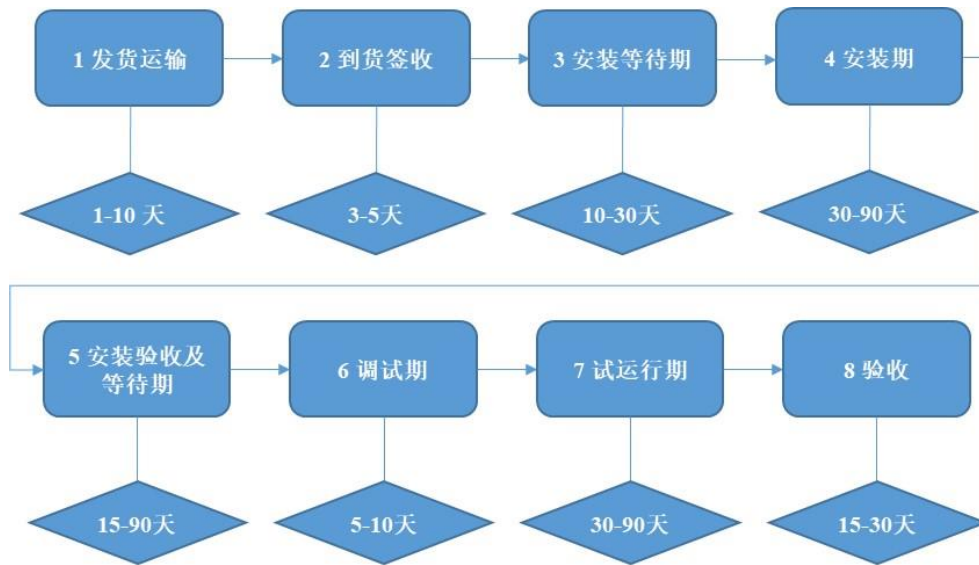 1 发货运输
2 到货签收
3 安装等待期
4 安装期
1-10 天
3-5天
10-30天
30-90天
5 安装验收及
等待期
6 调试期
7 试运行期
8 验收
15-90天
5-10天
30-90天
15-30天